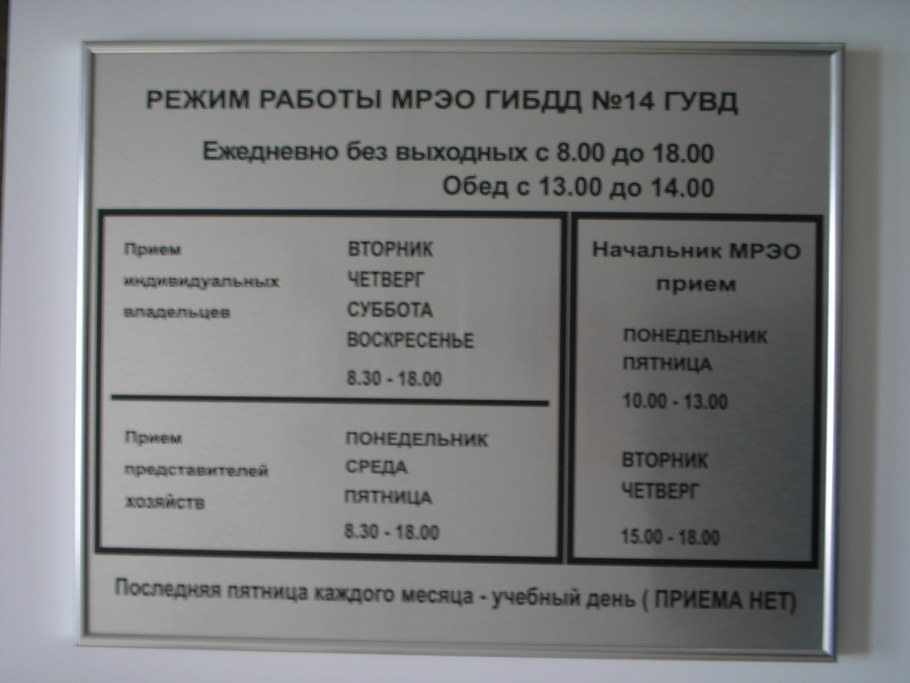 РЕЖИМ РАБОТЫ МРЭО ГИБДД №14 ГУВД
Ежедневно без выходных с 8.00 до 18.00
Обед с 13.00 до 14.00
Прием
индивидуальных
владельцев
ВТОРНИК
ЧЕТВЕРГ
СУББОТА
ВОСКРЕСЕНЬЕ
8.30 - 18.00
Прием
представителей
хозяйств
ПОНЕДЕЛЬНИК
СРЕДА
ПЯТНИЦА
8.30 - 18.00
Начальник МРЭО
прием
ПОНЕДЕЛЬНИК
ПЯТНИЦА
10.00 - 13.00
ВТОРНИК
ЧЕТВЕРГ
15.00 - 18.00
Последняя пятница каждого месяца - учебный день ( ПРИЕМА НЕТ)